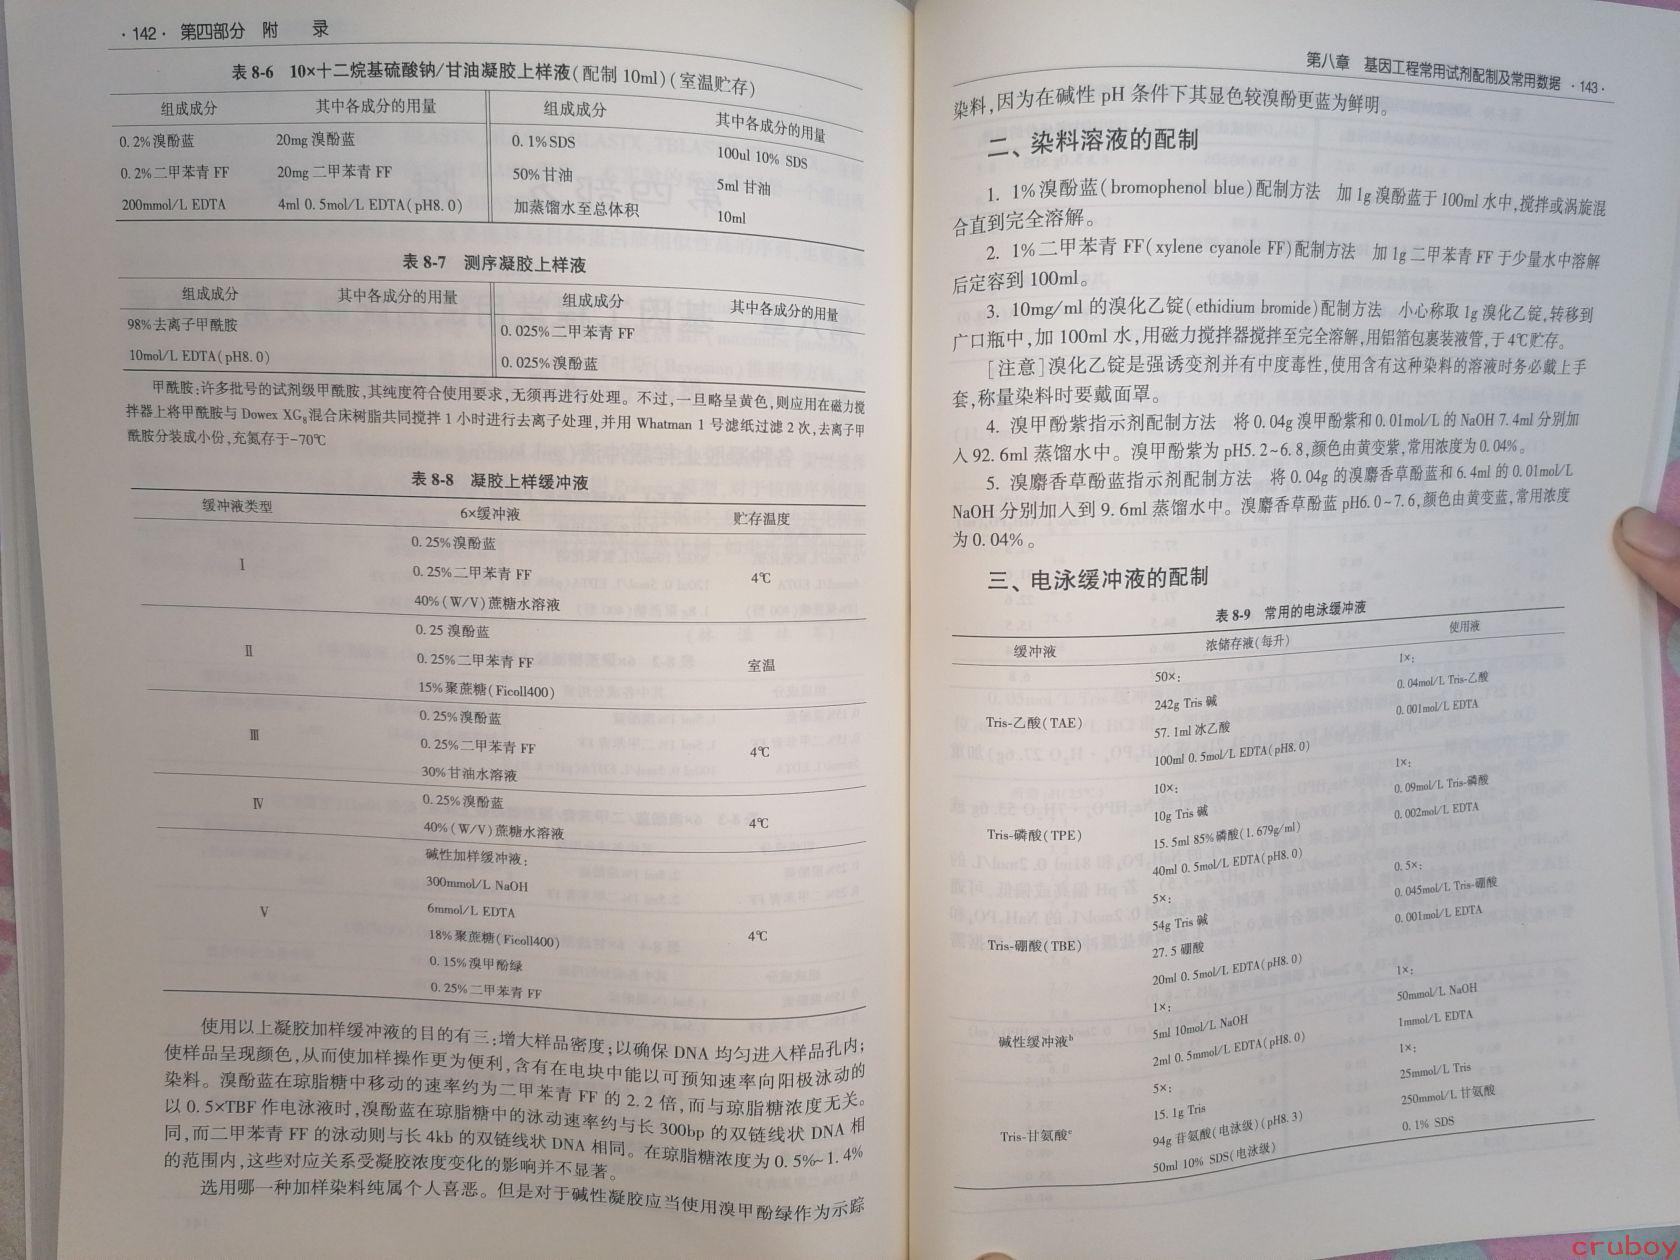 ·142· 第四部分 附 录
表 8-6 10×十二烷基硫酸钠/甘油凝胶上样液(配制 10ml)(室温贮存)
组成成分 其中各成分的用量 组成成分 其中各成分的用量
0.2%溴酚蓝 20mg 溴酚蓝 0.1%SDS 100ul 10% SDS
0.2%二甲苯青 FF 20mg 二甲苯青 FF 50%甘油 5ml 甘油
200mmol/L EDTA 4ml 0.5mol/L EDTA(pH8.0) 加蒸馏水至总体积 10ml
表 8-7 测序凝胶上样液
组成成分 其中各成分的用量 组成成分 其中各成分的用量
98%去离子甲酰胺 0.025%二甲苯青 FF
10mol/L EDTA(pH8.0) 0.025%溴酚蓝
甲酰胺:许多批号的试剂级甲酰胺,其纯度符合使用要求,无须再进行处理。不过,一旦略呈黄色,则应用在磁力搅
拌器上将甲酰胺与 Dowex XG8混合床树脂共同搅拌 1 小时进行去离子处理,并用 Whatman 1 号滤纸过滤 2 次,去离子甲
酰胺分装成小份,充氮存于-70℃
表 8-8 凝胶上样缓冲液
缓冲液类型 6×缓冲液 贮存温度
0.25%溴酚蓝
Ⅰ 0.25%二甲苯青 FF 4℃
40%(W/V)蔗糖水溶液
0.25 溴酚蓝
Ⅱ 0.25%二甲苯青 FF 室温
15%聚蔗糖(Ficoll400)
0.25%溴酚蓝
Ⅲ 0.25%二甲苯青 FF 4℃
30%甘油水溶液
Ⅳ 0.25%溴酚蓝 4℃
40%(W/V)蔗糖水溶液
碱性加样缓冲液:
300mmol/L NaOH
6mmol/L EDTA
Ⅴ 18%聚蔗糖(Ficoll400) 4℃
0.15%溴甲酚绿
0.25%二甲苯青 FF
使用以上凝胶加样缓冲液的目的有三:增大样品密度;以确保 DNA 均匀进入样品孔内;
使样品呈现颜色,从而使加样操作更为便利,含有在电块中能以可预知速率向阳极泳动的
染料。溴酚蓝在琼脂糖中移动的速率约为二甲苯青 FF 的 2.2 倍,而与琼脂糖浓度无关。
以 0.5×TBF 作电泳液时,溴酚蓝在琼脂糖中的泳动速率约与长 300bp 的双链线状 DNA 相
同,而二甲苯青 FF 的泳动则与长 4kb 的双链线状 DNA 相同。在琼脂糖浓度为 0.5%~1.4%
的范围内,这些对应关系受凝胶浓度变化的影响并不显著。
选用哪一种加样染料纯属个人喜恶。但是对于碱性凝胶应当使用溴甲酚绿作为示踪
第八章 基因工程常用试剂配制及常用数据 ·143·
染料,因为在碱性 pH 条件下其显色较溴酚更蓝为鲜明。
二、染料溶液的配制
1. 1%溴酚蓝(bromophenol blue)配制方法 加 1g 溴酚蓝于 100ml 水中,搅拌或涡旋混
合直到完全溶解。
2. 1%二甲苯青 FF(xylene cyanole FF)配制方法 加 1g 二甲苯青 FF 于少量水中溶解
后定容到 100ml。
3. 10mg/ml 的溴化乙锭(ethidium bromide)配制方法 小心称取 1g 溴化乙锭,转移到
广口瓶中,加 100ml 水,用磁力搅拌器搅拌至完全溶解,用铝箔包裹装液管,于 4℃贮存。
[注意]溴化乙锭是强诱变剂并有中度毒性,使用含有这种染料的溶液时务必戴上手
套,称量染料时要戴面罩。
4. 溴甲酚紫指示剂配制方法 将 0.04g 溴甲酚紫和 0.01mol/L 的 NaOH 7.4ml 分别加
入 92.6ml 蒸馏水中。溴甲酚紫为 pH5.2~6.8,颜色由黄变紫,常用浓度为 0.04%。
5. 溴麝香草酚蓝指示剂配制方法 将 0.04g 的溴麝香草酚蓝和 6.4ml 的 0.01mol/L
NaOH 分别加入到 9.6ml 蒸馏水中。溴麝香草酚蓝 pH6.0~7.6,颜色由黄变蓝,常用浓度
为 0.04%。
三、电泳缓冲液的配制
表 8-9 常用的电泳缓冲液
缓冲液 浓储存液(每升) 使用液
50×: 1×:
242g Tris 碱 0.04mol/L Tris-乙酸
Tris-乙酸(TAE) 57.1ml 冰乙酸 0.001mol/L EDTA
100ml 0.5mol/L EDTA(pH8.0)
10×: 1×:
10g Tris 碱 0.09mol/L Tris-磷酸
Tris-磷酸(TPE) 15.5ml 85%磷酸(1.679g/ml) 0.002mol/L EDTA
40ml 0.5mol/L EDTA(pH8.0)
5×: 0.5×:
54g Tris 碱 0.045mol/L Tris-硼酸
Tris-硼酸(TBE) 27.5 硼酸 0.001mol/L EDTA
20ml 0.5mol/L EDTA(pH8.0)
1×: 1×:
碱性缓冲液b 5ml 10mol/L NaOH 50mmol/L NaOH
2ml 0.5mmol/L EDTA(pH8.0) 1mmol/L EDTA
5×: 1×:
15.1g Tris 25mmol/L Tris
Tris-甘氨酸c 94g 苷氨酸(电泳级)(pH8.3) 250mmol/L 甘氨酸
50ml 10% SDS(电泳级) 0.1% SDS
cruboy